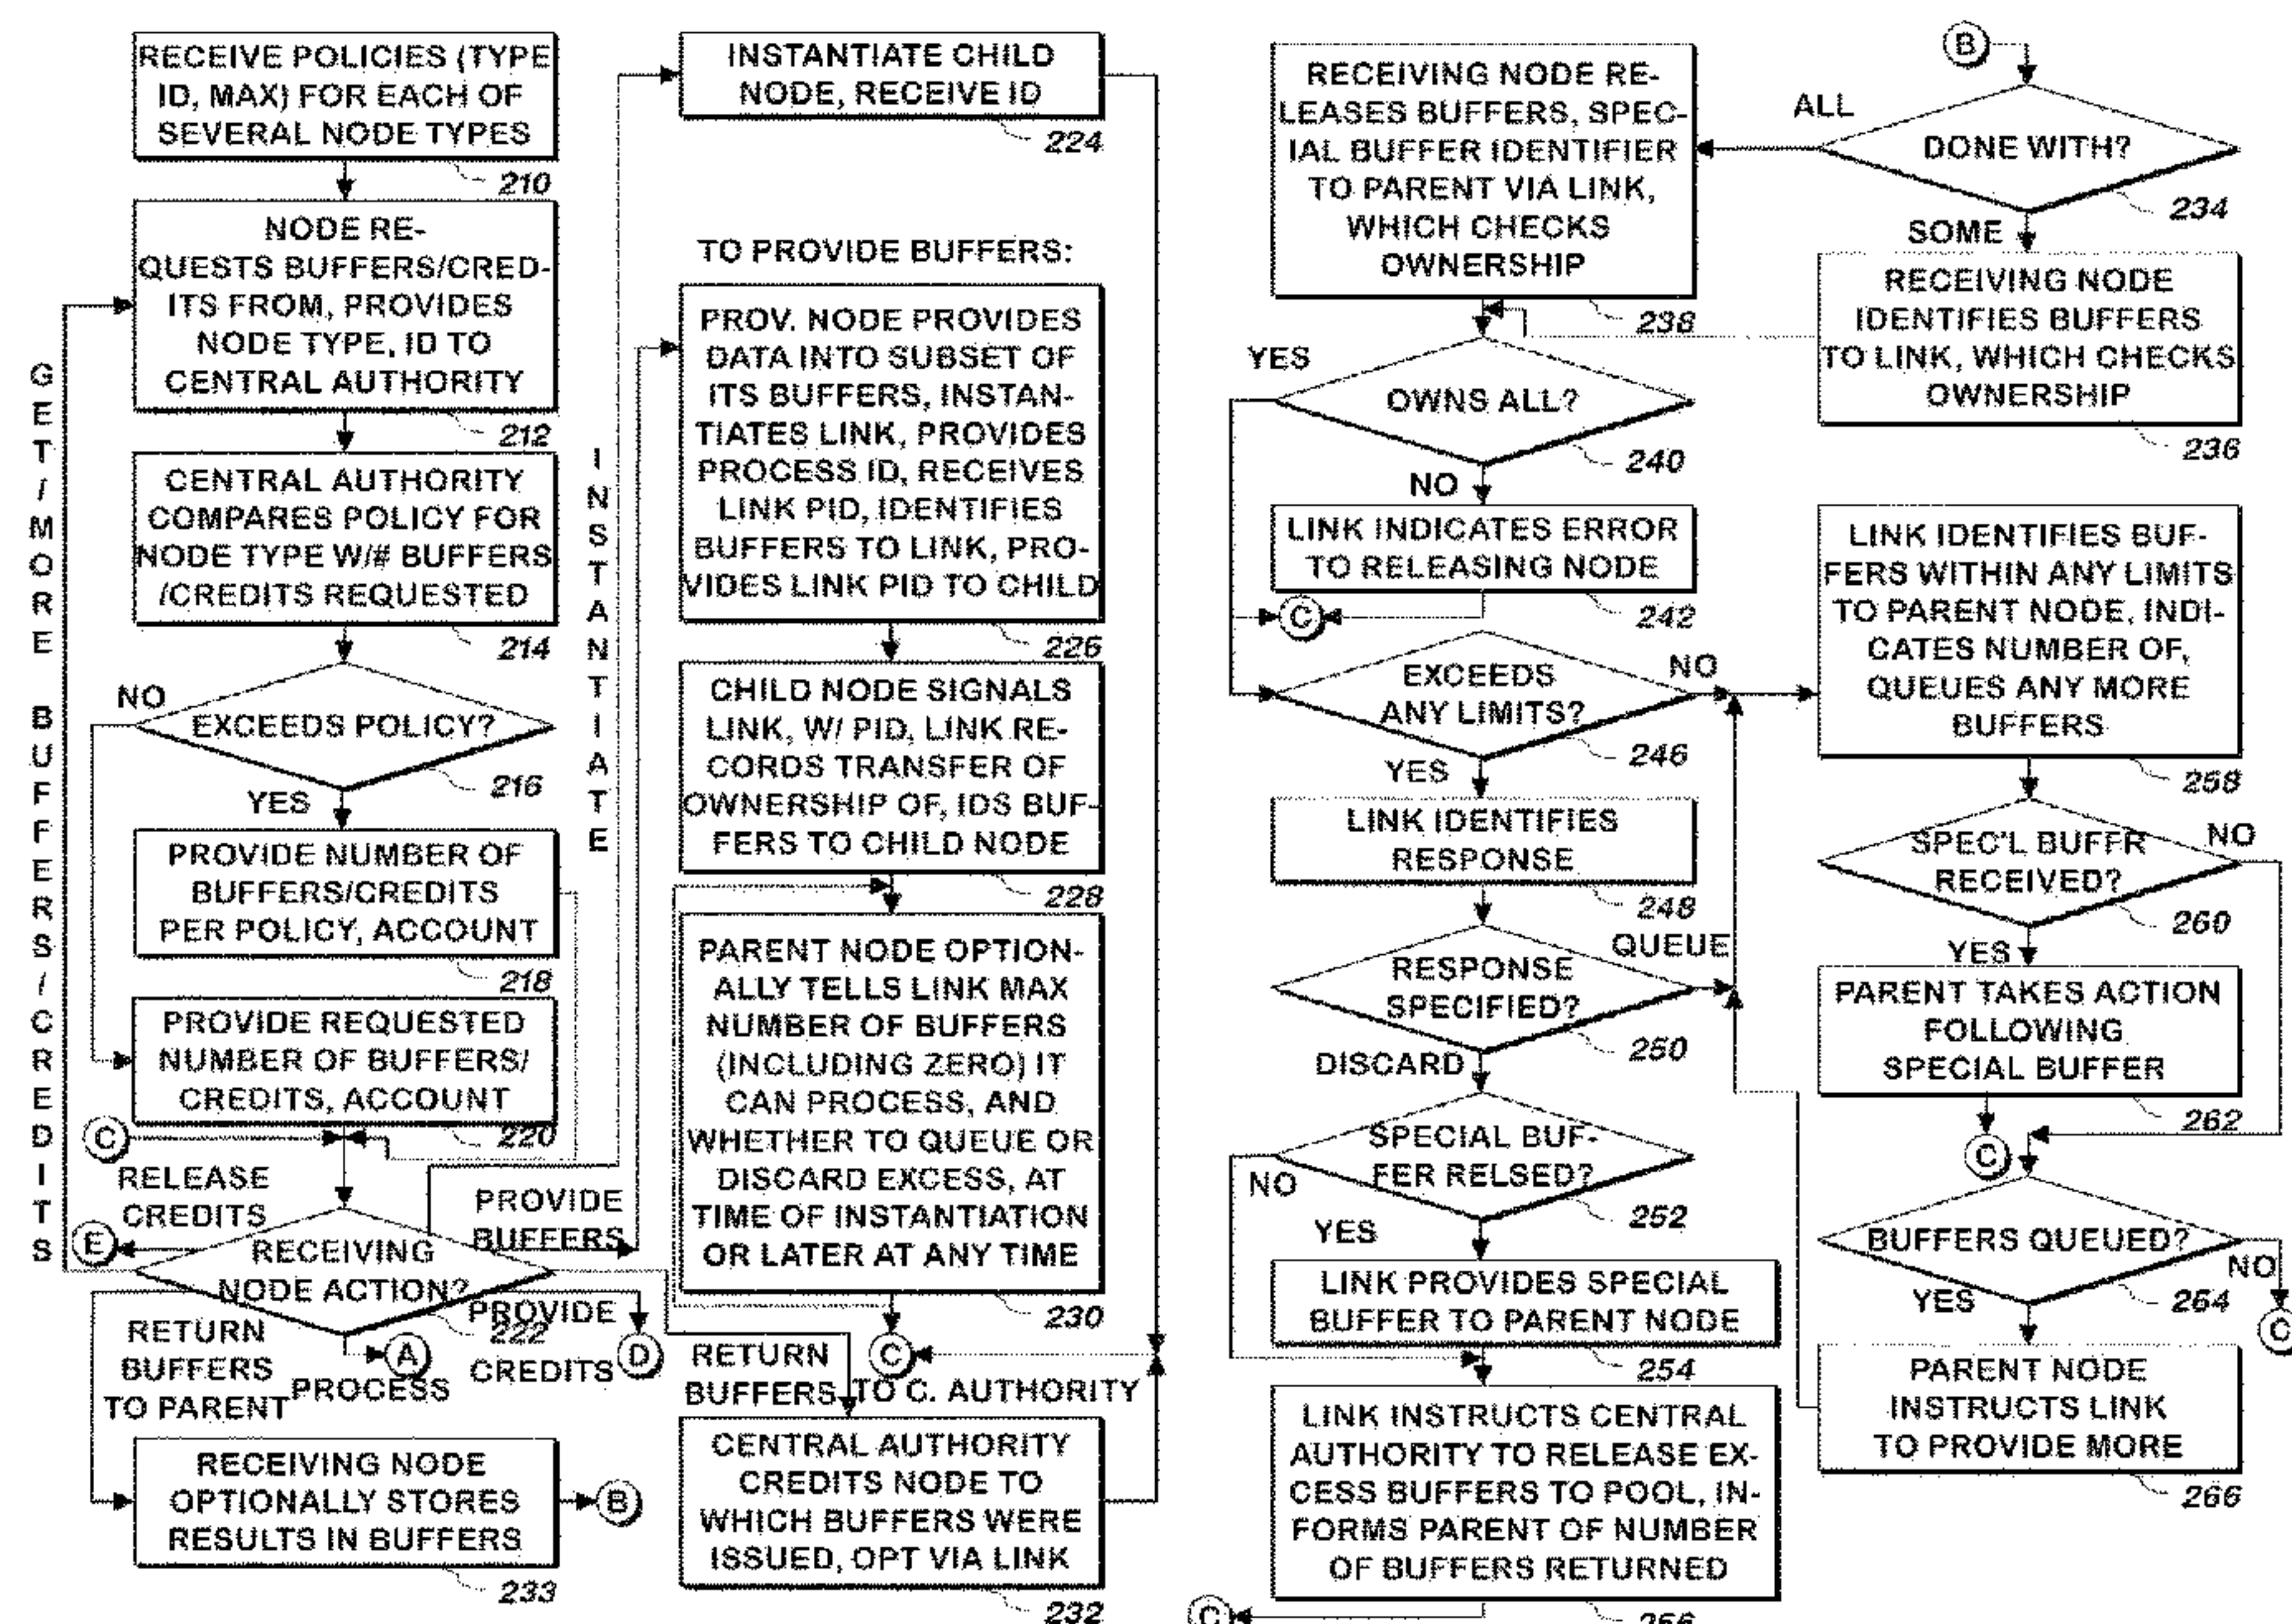 RECEIVE POLICIES (TYPE
ID, MAX) FOR EACH OF
SEVERAL NODE TYPES
210
NODE RE-
QUESTS BUFFERS/CRED-
ITS FROM, PROVIDES
NODE TYPE, ID TO
CENTRAL AUTHORITY
212
CENTRAL AUTHORITY
COMPARES POLICY FOR
NODE TYPE W/# BUFFERS
/CREDITS REQUESTED
214
NO
EXCEEDS POLICY?
216
YES
PROVIDE NUMBER OF
BUFFERS/CREDITS
PER POLICY, ACCOUNT
218
PROVIDE REQUESTED
NUMBER OF BUFFERS/
CREDITS, ACCOUNT
220
C
RELEASE
CREDITS
E
PROVIDE
BUFFERS
RECEIVING
NODE ACTION?
222
PROVIDE
CREDITS
D
A
PROCESS
RETURN
BUFFERS
TO PARENT
RECEIVING NODE
OPTIONALLY STORES
RESULTS IN BUFFERS
B
233
GET/MORE BUFFERS/CREDITS
INSTANTIATE
INSTANTIATE CHILD
NODE, RECEIVE ID
224
TO PROVIDE BUFFERS:
PROV. NODE PROVIDES
DATA INTO SUBSET OF
ITS BUFFERS, INSTAN-
TIATES LINK, PROVIDES
PROCESS ID, RECEIVES
LINK PID, IDENTIFIES
BUFFERS TO LINK, PRO-
VIDES LINK PID TO CHILD
226
CHILD NODE SIGNALS
LINK, W/ PID, LINK RE-
CORDS TRANSFER OF
OWNERSHIP OF, IDS BUF-
FERS TO CHILD NODE
228
PARENT NODE OPTION-
ALLY TELLS LINK MAX
NUMBER OF BUFFERS
(INCLUDING ZERO) IT
CAN PROCESS, AND
WHETHER TO QUEUE OR
DISCARD EXCESS, AT
TIME OF INSTANTIATION
OR LATER AT ANY TIME
230
C
RETURN
BUFFERS TO C. AUTHORITY
CENTRAL AUTHORITY
CREDITS NODE TO
WHICH BUFFERS WERE
ISSUED, OPT VIA LINK
232
RECEIVING NODE RE-
LEASES BUFFERS, SPEC-
IAL BUFFER IDENTIFIER
TO PARENT VIA LINK,
WHICH CHECKS
OWNERSHIP
238
YES
OWNS ALL?
240
NO
LINK INDICATES ERROR
TO RELEASING NODE
242
C
EXCEEDS
ANY LIMITS?
NO
246
YES
LINK IDENTIFIES
RESPONSE
248
QUEUE
RESPONSE
SPECIFIED?
250
DISCARD
SPECIAL BUF-
FER RELSED?
NO
252
YES
LINK PROVIDES SPECIAL
BUFFER TO PARENT NODE
254
LINK INSTRUCTS CENTRAL
AUTHORITY TO RELEASE EX-
CESS BUFFERS TO POOL, IN-
FORMS PARENT OF NUMBER
OF BUFFERS RETURNED
256
C
B
ALL
DONE WITH?
234
SOME
RECEIVING NODE
IDENTIFIES BUFFERS
TO LINK, WHICH CHECKS
OWNERSHIP
236
LINK IDENTIFIES BUF-
FERS WITHIN ANY LIMITS
TO PARENT NODE, INDI-
CATES NUMBER OF,
QUEUES ANY MORE
BUFFERS
258
SPEC'L BUFFR
RECEIVED?
NO
260
YES
PARENT TAKES ACTION
FOLLOWING
SPECIAL BUFFER
262
C
BUFFERS QUEUED?
NO
264
YES
C
PARENT NODE
INSTRUCTS LINK
TO PROVIDE MORE
266